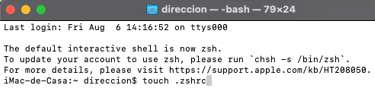 direccion — -bash — 79×24
Last login: Fri Aug  6 14:16:52 on ttys000

The default interactive shell is now zsh.
To update your account to use zsh, please run `chsh -s /bin/zsh`.
For more details, please visit https://support.apple.com/kb/HT208050.
iMac-de-Casa:~ direccion$ touch .zshrc